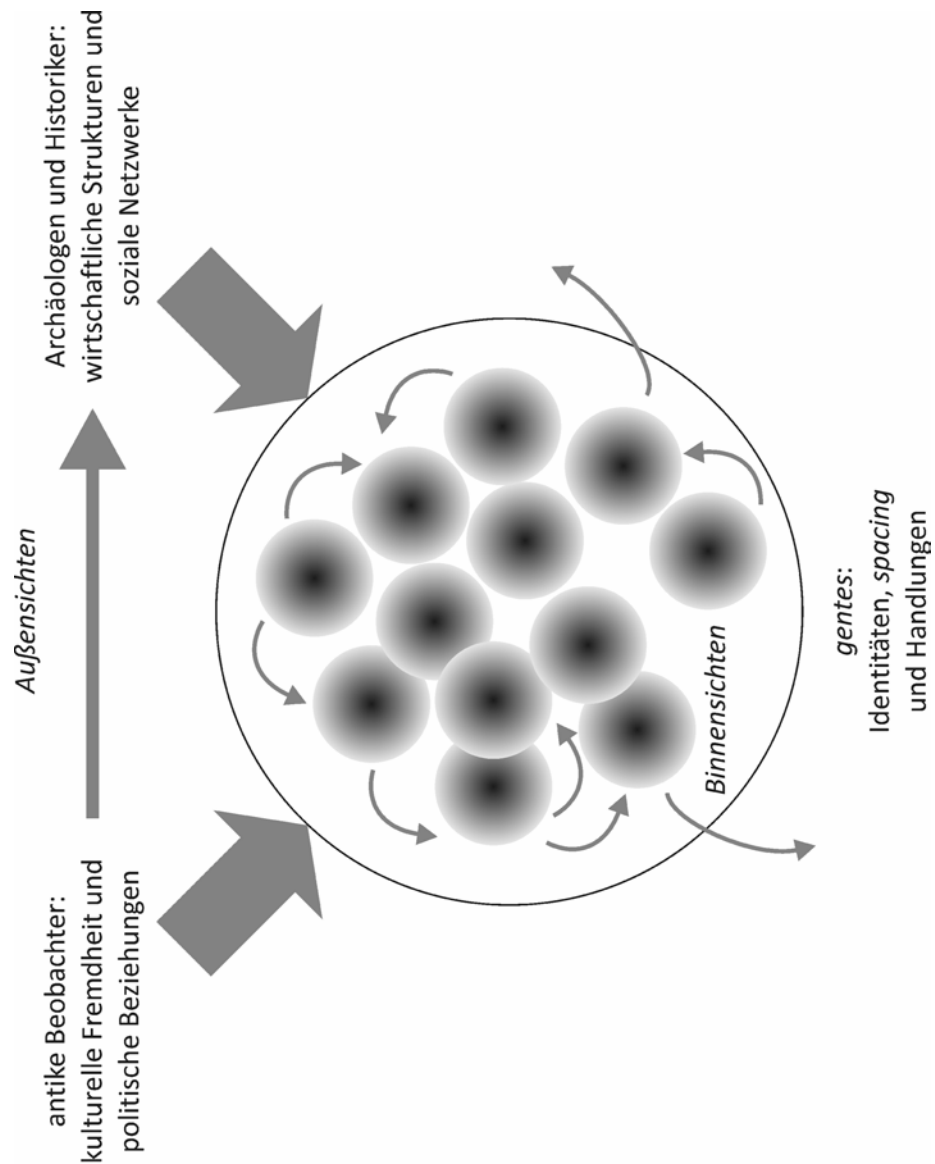 Außensichten
antike Beobachter:
kulturelle Fremdheit und
politische Beziehungen
Archäologen und Historiker:
wirtschaftliche Strukturen und
soziale Netzwerke
Binnensichten
gentes:
Identitäten, spacing
und Handlungen